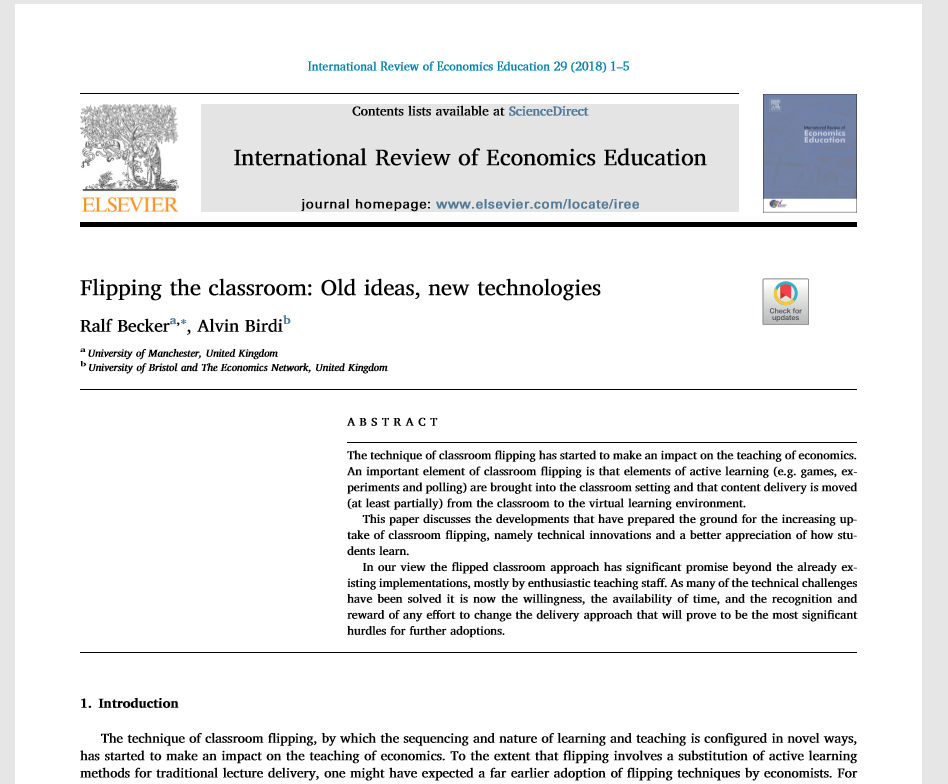 International Review of Economics Education 29 (2018) 1–5
Contents lists available at ScienceDirect
International Review of Economics Education
journal homepage: www.elsevier.com/locate/iree
ELSEVIER
International Review of
Economics
Education
Flipping the classroom: Old ideas, new technologies
Check for
updates
Ralf Becker^a,*, Alvin Birdi^b
^a University of Manchester, United Kingdom
^b University of Bristol and The Economics Network, United Kingdom
A B S T R A C T
The technique of classroom flipping has started to make an impact on the teaching of economics.
An important element of classroom flipping is that elements of active learning (e.g. games, ex-
periments and polling) are brought into the classroom setting and that content delivery is moved
(at least partially) from the classroom to the virtual learning environment.
This paper discusses the developments that have prepared the ground for the increasing up-
take of classroom flipping, namely technical innovations and a better appreciation of how stu-
dents learn.
In our view the flipped classroom approach has significant promise beyond the already ex-
isting implementations, mostly by enthusiastic teaching staff. As many of the technical challenges
have been solved it is now the willingness, the availability of time, and the recognition and
reward of any effort to change the delivery approach that will prove to be the most significant
hurdles for further adoptions.
1. Introduction
The technique of classroom flipping, by which the sequencing and nature of learning and teaching is configured in novel ways,
has started to make an impact on the teaching of economics. To the extent that flipping involves a substitution of active learning
methods for traditional lecture delivery, one might have expected a far earlier adoption of flipping techniques by economists. For